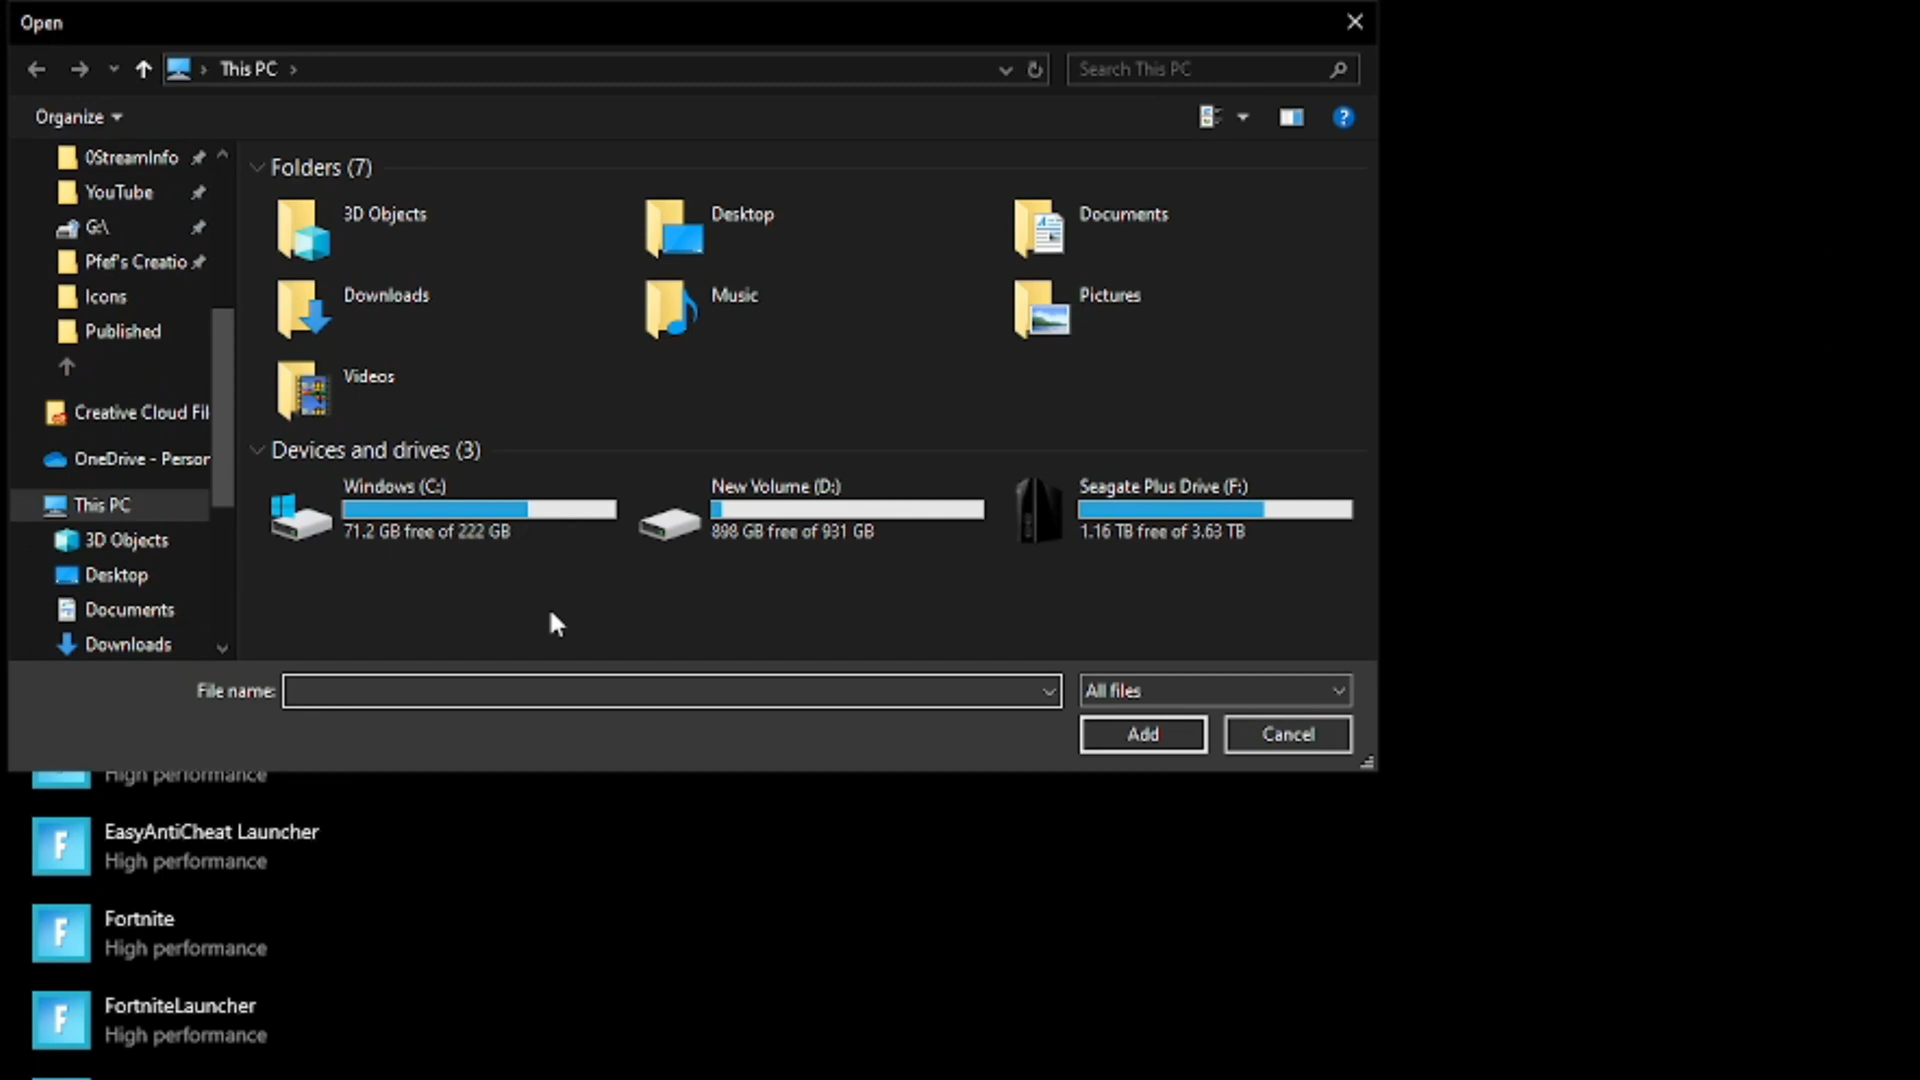 Open
This PC
Search This PC
Organize
0StreamInfo
YouTube
G:\
Pfef's Creatio
Icons
Published
Creative Cloud Fil
OneDrive - Person
This PC
3D Objects
Desktop
Documents
Downloads
Folders (7)
3D Objects
Desktop
Documents
Downloads
Music
Pictures
Videos
Devices and drives (3)
Windows (C:)
71.2 GB free of 222 GB
New Volume (D:)
898 GB free of 931 GB
Seagate Plus Drive (F:)
1.16 TB free of 3.63 TB
File name:
All files
Add
Cancel
High performance
EasyAntiCheat Launcher
High performance
Fortnite
High performance
FortniteLauncher
High performance